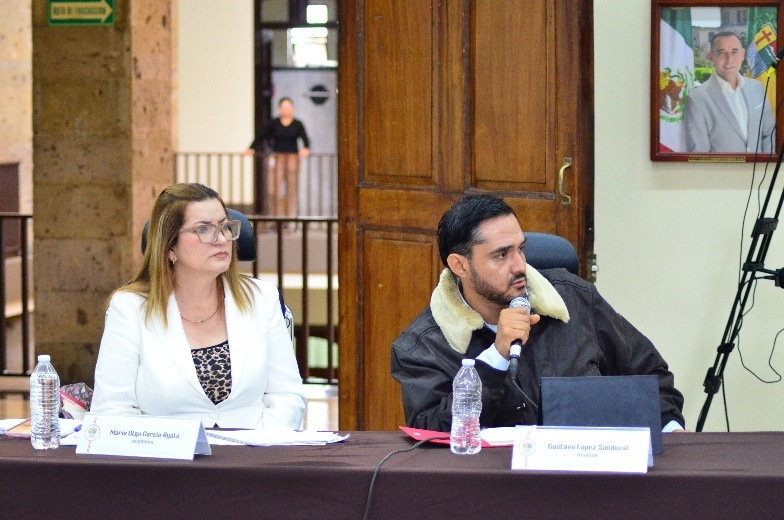 RUTA DE EVACUACIÓN
María Olga García Ayala
REGIDORA
Gustavo López Sandoval
REGIDOR